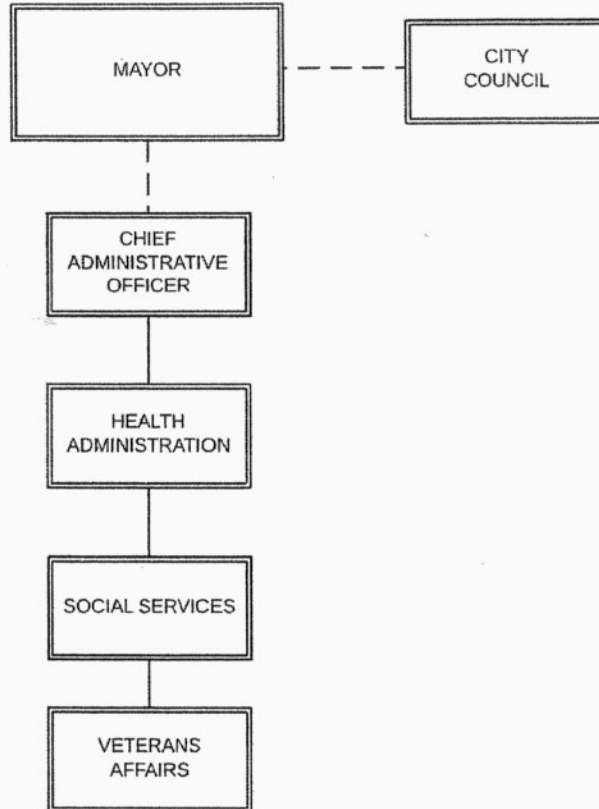 MAYOR
CITY
COUNCIL
CHIEF
ADMINISTRATIVE
OFFICER
HEALTH
ADMINISTRATION
SOCIAL SERVICES
VETERANS
AFFAIRS